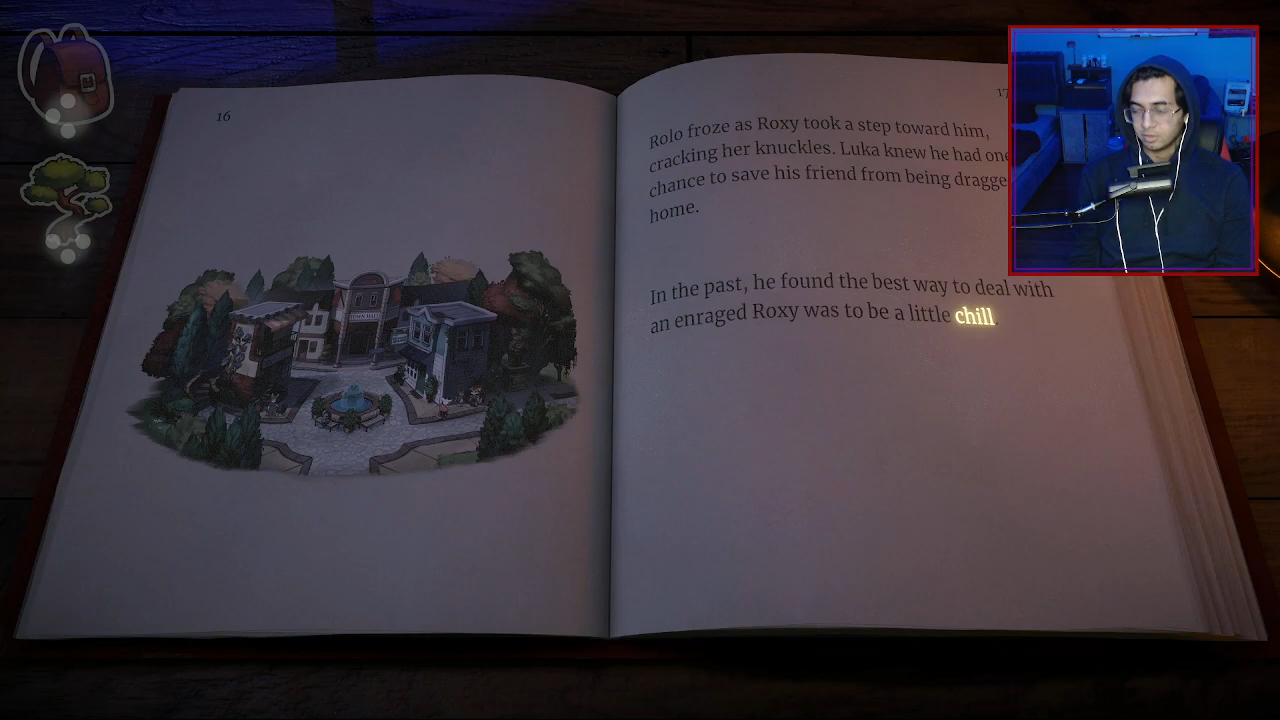 16
Rolo froze as Roxy took a step toward him,
cracking her knuckles. Luka knew he had one
chance to save his friend from being
home.
In the past, he found the best way to deal with
an enraged Roxy was to be a little chill.
TOWN HALL